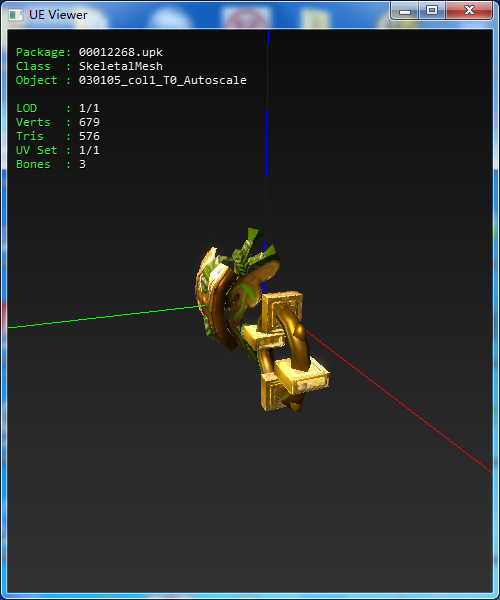 UE Viewer
Package: 00012268.upk
Class : SkeletalMesh
Object : 030105_col1_T0_Autoscale
LOD : 1/1
Verts : 679
Tris : 576
UV Set : 1/1
Bones : 3